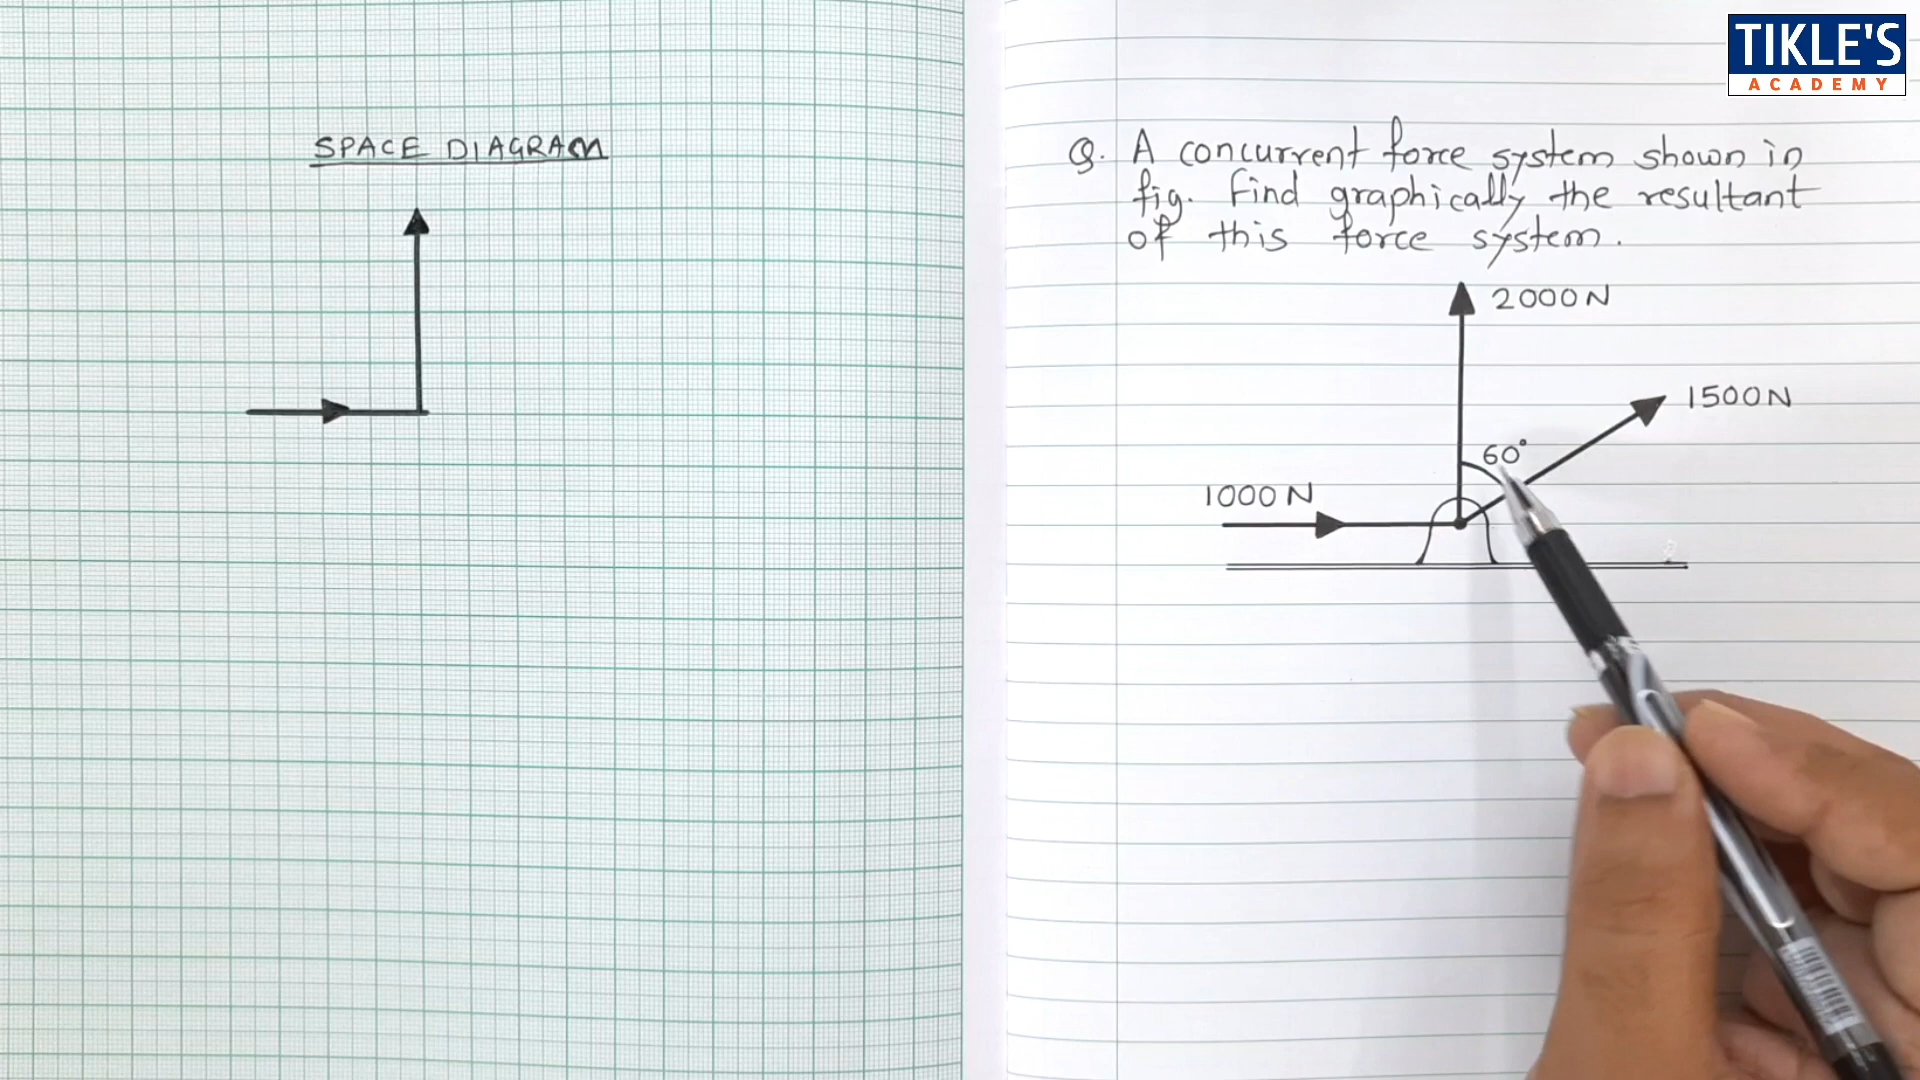 TIKLE'S
ACADEMY
SPACE DIAGRAM
Q. A concurrent force system shown in
fig. Find graphically the resultant
of this force system.
2000 N
1500 N
60°
1000 N